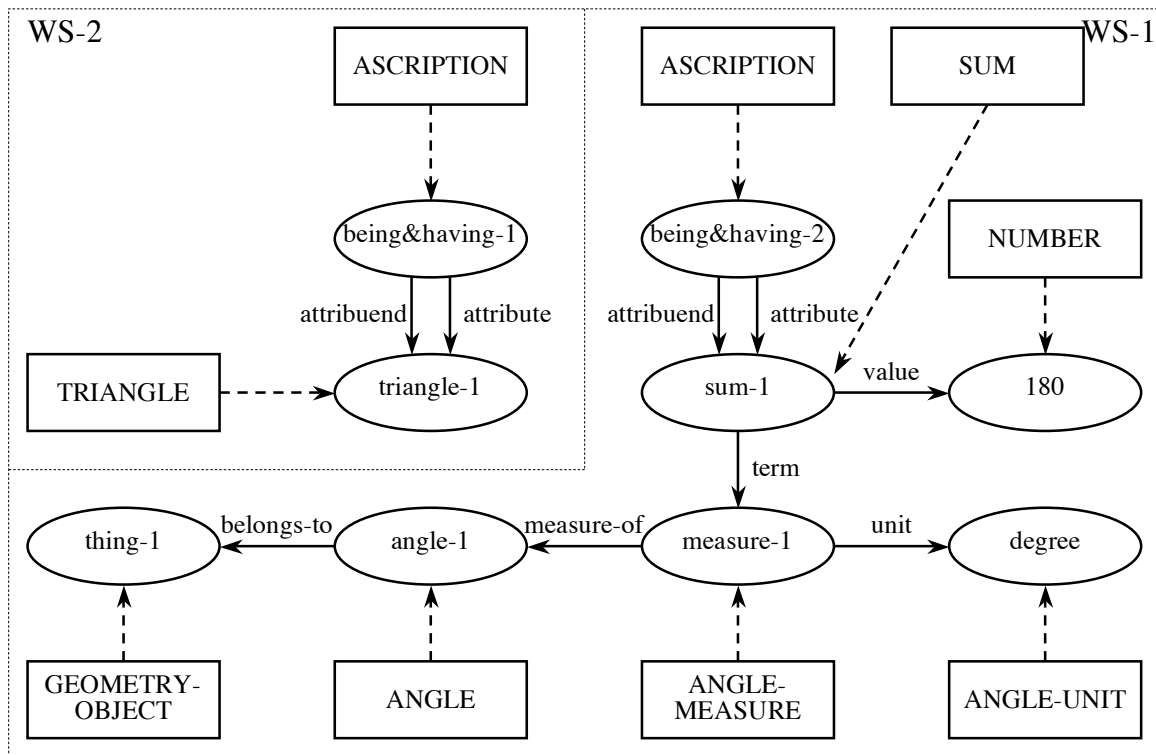 WS-2
WS-1
ASCRIPTION
ASCRIPTION
SUM
being&having-1
being&having-2
NUMBER
attribuend
attribute
attribuend
attribute
TRIANGLE
triangle-1
sum-1
value
180
term
thing-1
belongs-to
angle-1
measure-of
measure-1
unit
degree
GEOMETRY-
OBJECT
ANGLE
ANGLE-
MEASURE
ANGLE-UNIT